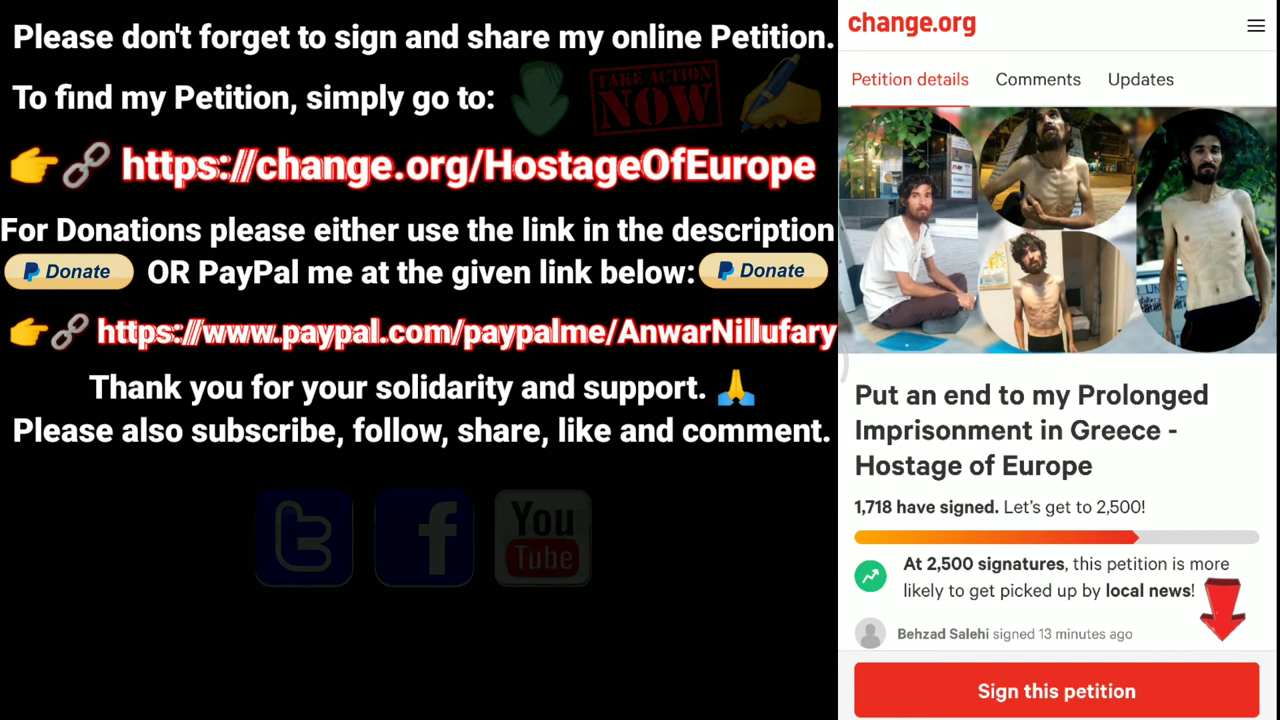 Please don't forget to sign and share my online Petition.
To find my Petition, simply go to:
TAKE ACTION
NOW
https://change.org/HostageOfEurope
For Donations please either use the link in the description
Donate OR PayPal me at the given link below: Donate
https://www.paypal.com/paypalme/AnwarNillufary
Thank you for your solidarity and support.
Please also subscribe, follow, share, like and comment.
You
Tube
change.org
Petition details Comments Updates
Put an end to my Prolonged
Imprisonment in Greece -
Hostage of Europe
1,718 have signed. Let's get to 2,500!
At 2,500 signatures, this petition is more
likely to get picked up by local news!
Behzad Salehi signed 13 minutes ago
Sign this petition